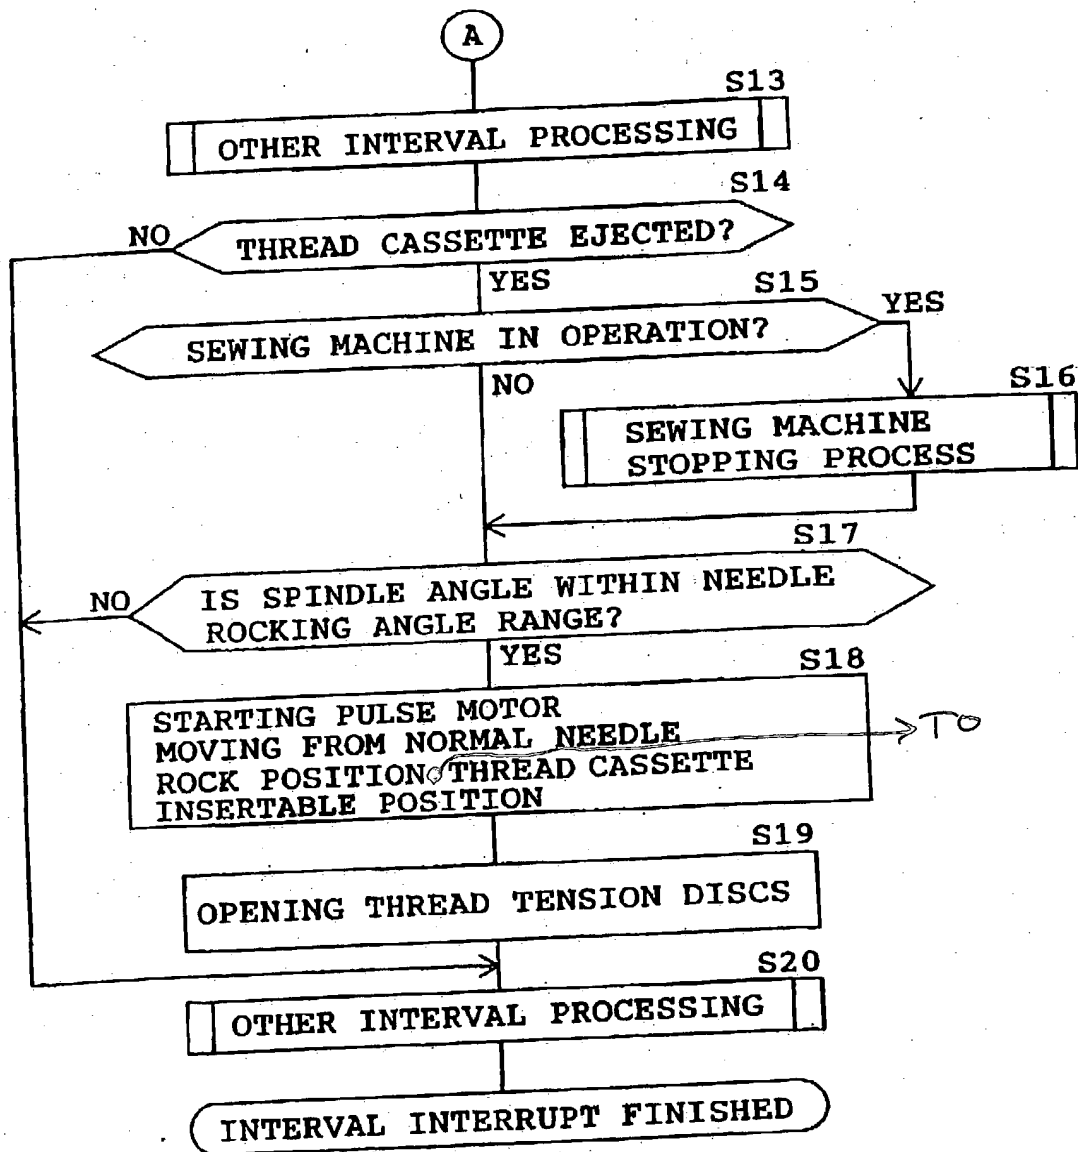 A
S13
OTHER INTERVAL PROCESSING
S14
NO
THREAD CASSETTE EJECTED?
YES
S15
YES
SEWING MACHINE IN OPERATION?
NO
S16
SEWING MACHINE
STOPPING PROCESS
S17
NO
IS SPINDLE ANGLE WITHIN NEEDLE
ROCKING ANGLE RANGE?
YES
S18
STARTING PULSE MOTOR
MOVING FROM NORMAL NEEDLE
TO
ROCK POSITION THREAD CASSETTE
INSERTABLE POSITION
S19
OPENING THREAD TENSION DISCS
S20
OTHER INTERVAL PROCESSING
INTERVAL INTERRUPT FINISHED